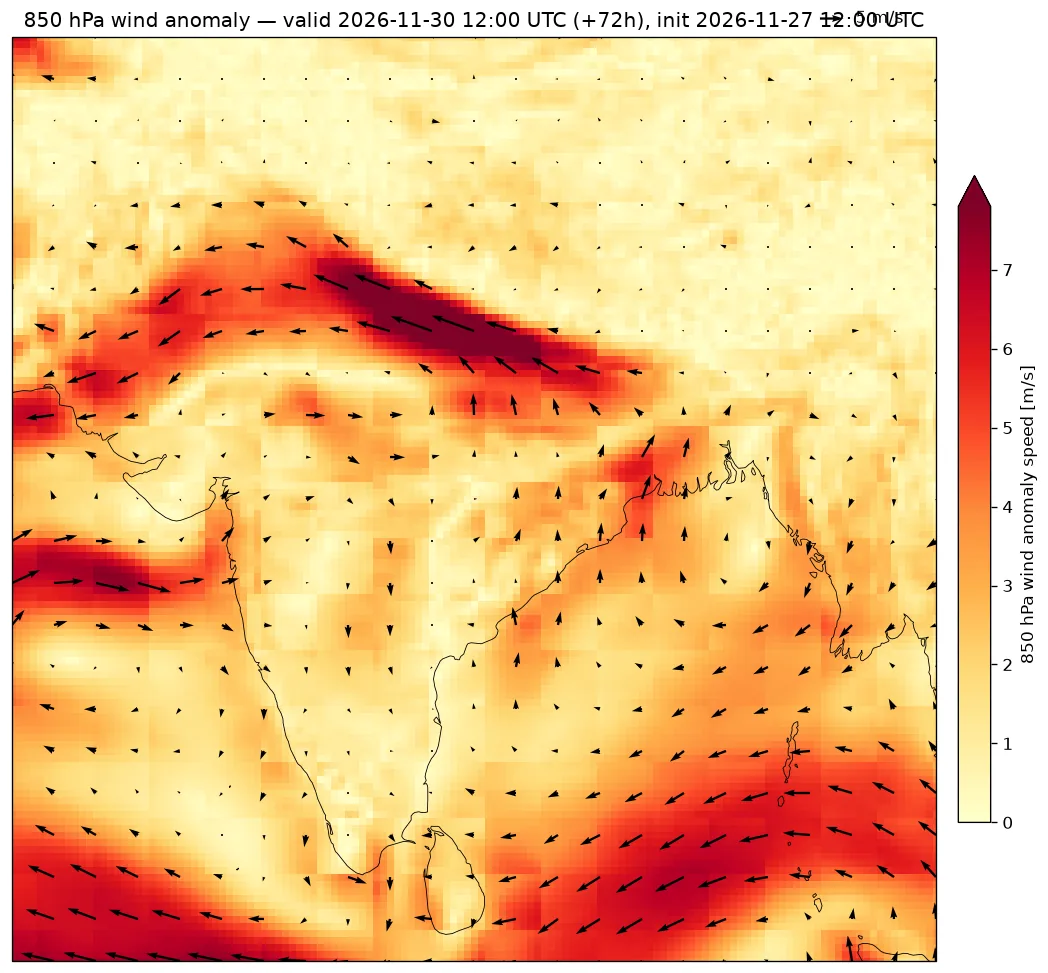 850 hPa wind anomaly — valid 2026-11-30 12:00 UTC (+72h), init 2026-11-27 12:00 UTC
5 m/s
7
6
5
4
3
2
1
0
850 hPa wind anomaly speed [m/s]